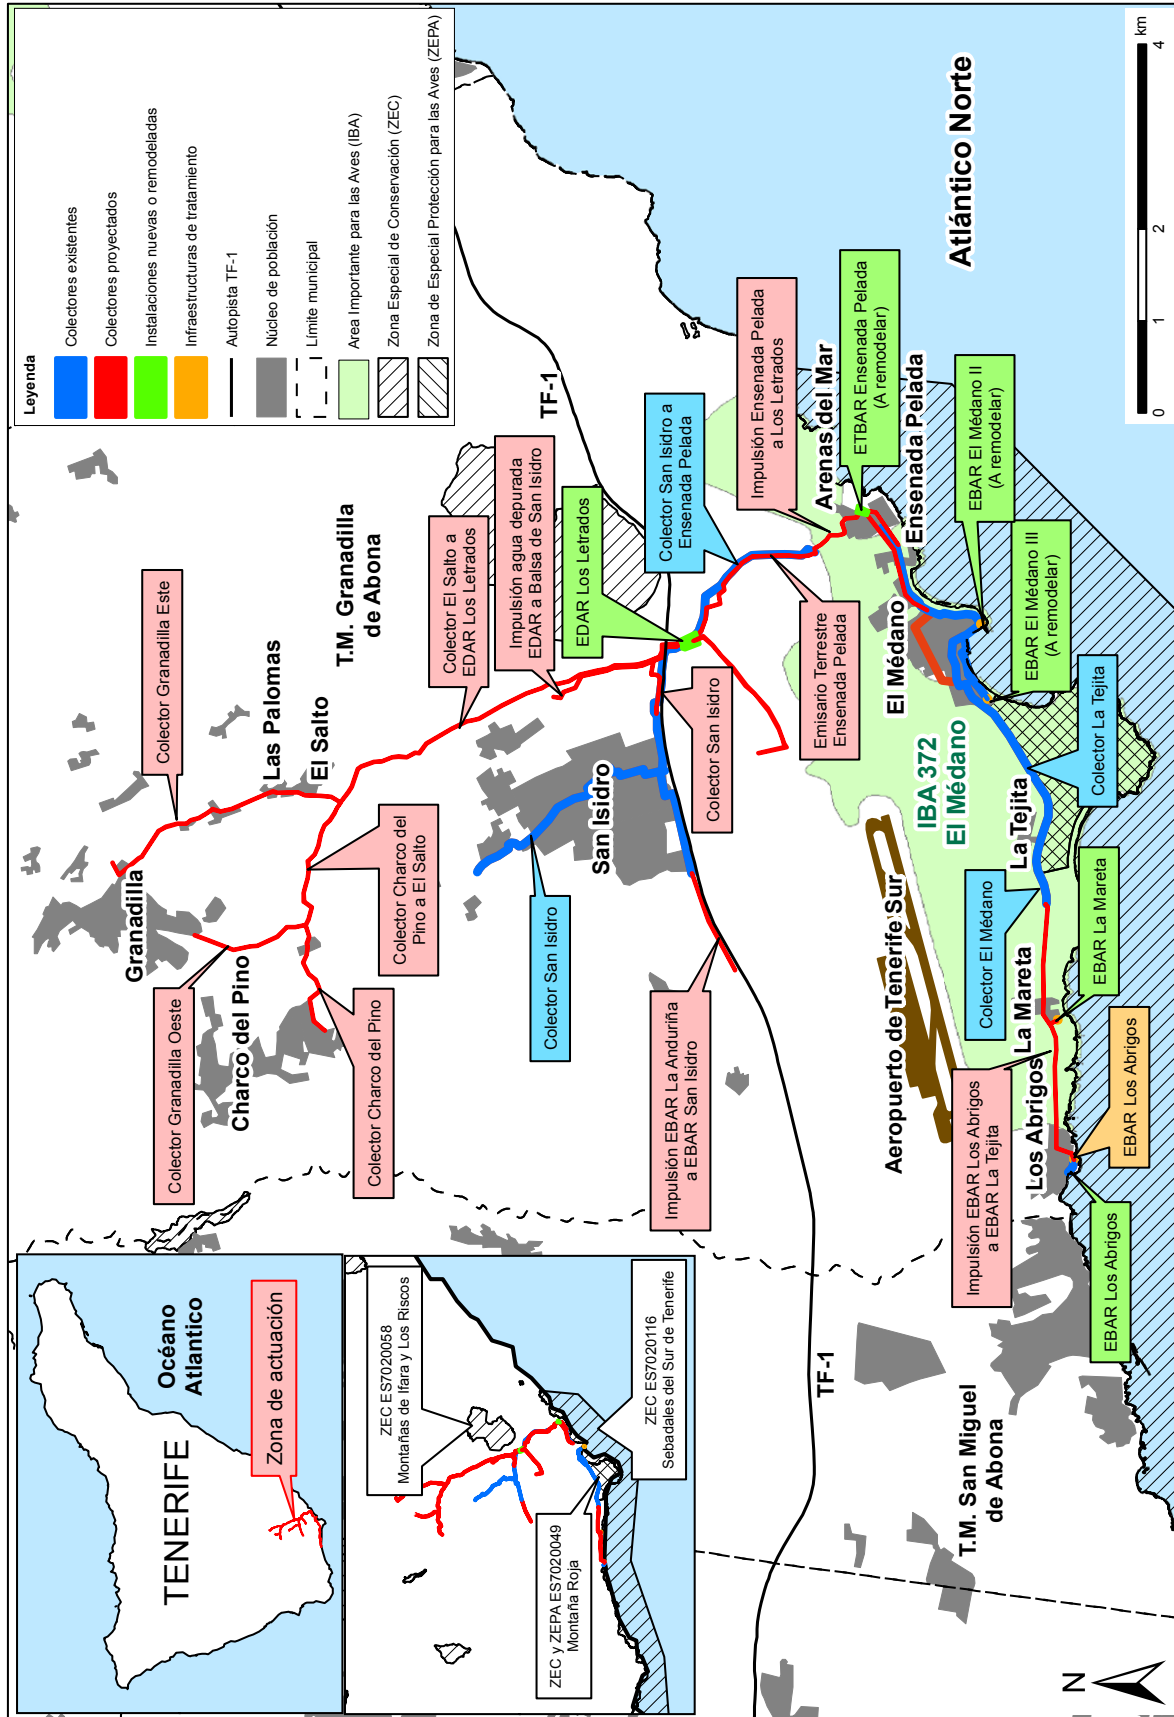 TENERIFE
Océano
Atlantico
Zona de actuación
ZEC ES7020058
Montañas de Ifara y Los Riscos
ZEC y ZEPA ES7020049
Montaña Roja
ZEC ES7020116
Sebadales del Sur de Tenerife
Leyenda
Colectores existentes
Colectores proyectados
Instalaciones nuevas o remodeladas
Infraestructuras de tratamiento
Autopista TF-1
Núcleo de población
Límite municipal
Area Importante para las Aves (IBA)
Zona Especial de Conservación (ZEC)
Zona de Especial Protección para las Aves (ZEPA)
Colector Granadilla Este
Granadilla
Las Palomas
El Salto
T.M. Granadilla
de Abona
Colector Granadilla Oeste
Charco del Pino
Colector Charco del Pino
Colector Charco del
Pino a El Salto
Colector El Salto a
EDAR Los Letrados
Impulsión agua depurada
EDAR a Balsa de San Isidro
EDAR Los Letrados
TF-1
Colector San Isidro
San Isidro
Colector San Isidro
Colector San Isidro a
Ensenada Pelada
Impulsión EBAR La Anduriña
a EBAR San Isidro
Impulsión Ensenada Pelada
a Los Letrados
Emisario Terrestre
Ensenada Pelada
Arenas del Mar
ETBAR Ensenada Pelada
(A remodelar)
Ensenada Pelada
El Médano
EBAR El Médano II
(A remodelar)
EBAR El Médano III
(A remodelar)
IBA 372
El Médano
Aeropuerto de Tenerife Sur
Colector La Tejita
La Tejita
Colector El Médano
La Mareta
EBAR La Mareta
Los Abrigos
Impulsión EBAR Los Abrigos
a EBAR La Tejita
EBAR Los Abrigos
EBAR Los Abrigos
TF-1
T.M. San Miguel
de Abona
Atlántico Norte
N
km
0
1
2
4